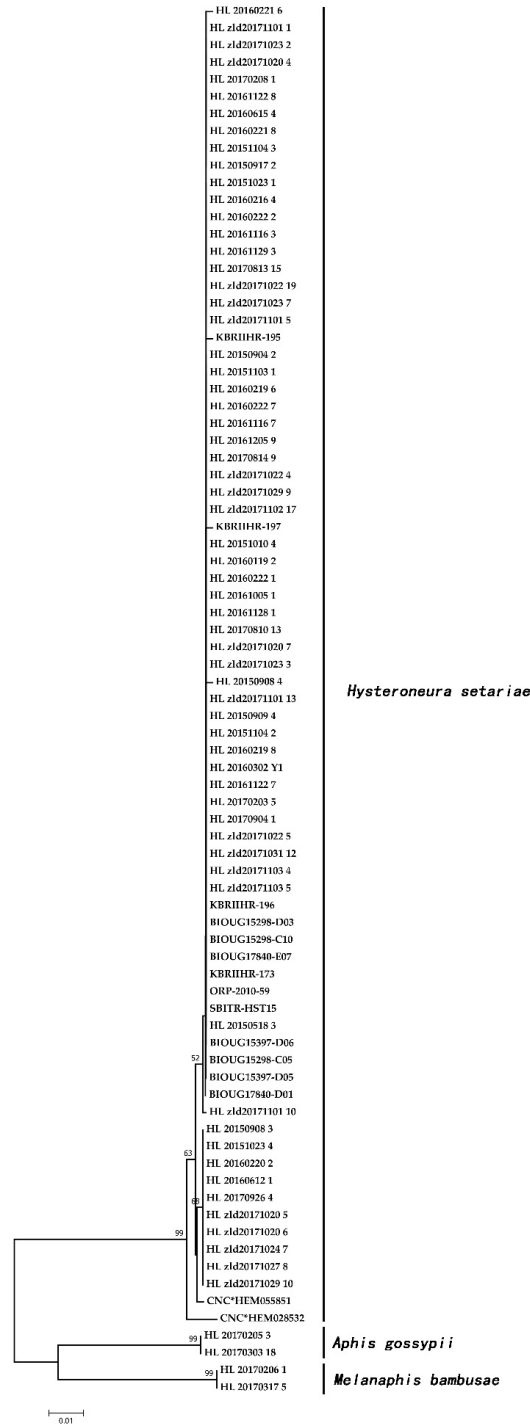 HL 20160221 6
HL zld20171101 1
HL zld20171023 2
HL zld20171020 4
HL 20170208 1
HL 20161122 8
HL 20160615 4
HL 20160221 8
HL 20151104 3
HL 20150917 2
HL 20151023 1
HL 20160216 4
HL 20160222 2
HL 20161116 3
HL 20161129 3
HL 20170813 15
HL zld20171022 19
HL zld20171023 7
HL zld20171101 5
KBRIIHR-195
HL 20150904 2
HL 20151103 1
HL 20160219 6
HL 20160222 7
HL 20161116 7
HL 20161205 9
HL 20170814 9
HL zld20171022 4
HL zld20171029 9
HL zld20171102 17
KBRIIHR-197
HL 20151010 4
HL 20160119 2
HL 20160222 1
HL 20161005 1
HL 20161128 1
HL 20170810 13
HL zld20171020 7
HL zld20171023 3
HL 20150908 4
Hysteroneura setariae
HL zld20171101 13
HL 20150909 4
HL 20151104 2
HL 20160219 8
HL 20160302 Y1
HL 20161122 7
HL 20170203 5
HL 20170904 1
HL zld20171022 5
HL zld20171031 12
HL zld20171103 4
HL zld20171103 5
KBRIIHR-196
BIOUG15298-D03
BIOUG15298-C10
BIOUG17840-E07
KBRIIHR-173
ORP-2010-59
SBITR-HST15
HL 20150518 3
BIOUG15397-D06
52
BIOUG15298-C05
BIOUG15397-D05
BIOUG17840-D01
HL zld20171101 10
HL 20150908 3
HL 20151023 4
63
HL 20160220 2
HL 20160612 1
HL 20170926 4
68
HL zld20171020 5
HL zld20171020 6
99
HL zld20171024 7
HL zld20171027 8
HL zld20171029 10
CNC*HEM055851
CNC*HEM028532
99
HL 20170205 3
HL 20170303 18
Aphis gossypii
99
HL 20170206 1
HL 20170317 5
Melanaphis bambusae
0.01